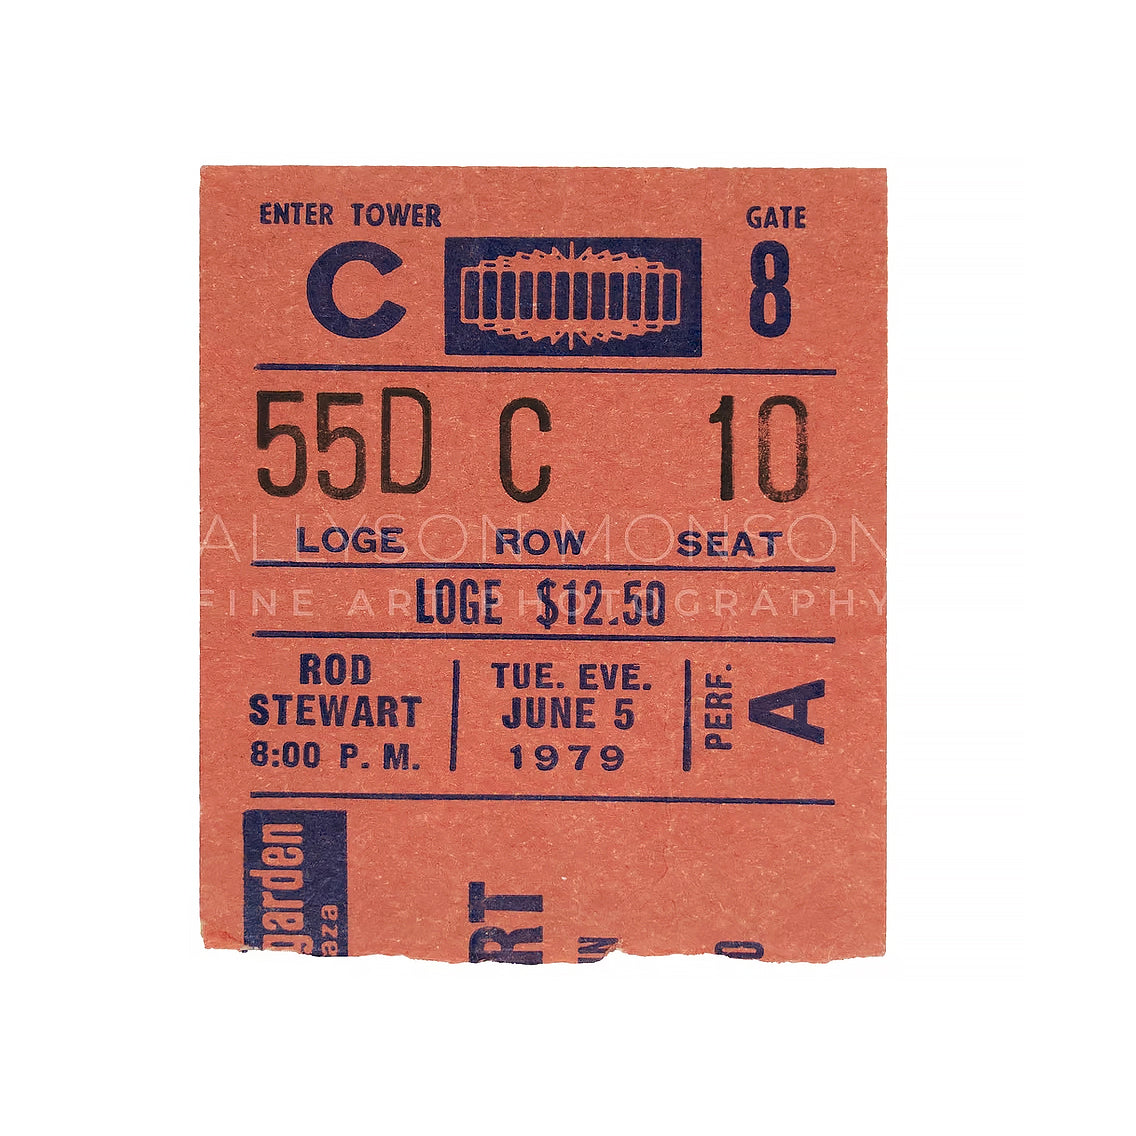 ENTER TOWER
GATE
C
8
55D C 10
LOGE ROW SEAT
ALLYSON MONSON
LOGE $12.50
FINE ART PHOTOGRAPHY
ROD
STEWART
8:00 P. M.
TUE. EVE.
JUNE 5
1979
PERF.
A
garden
aza
RT
IN